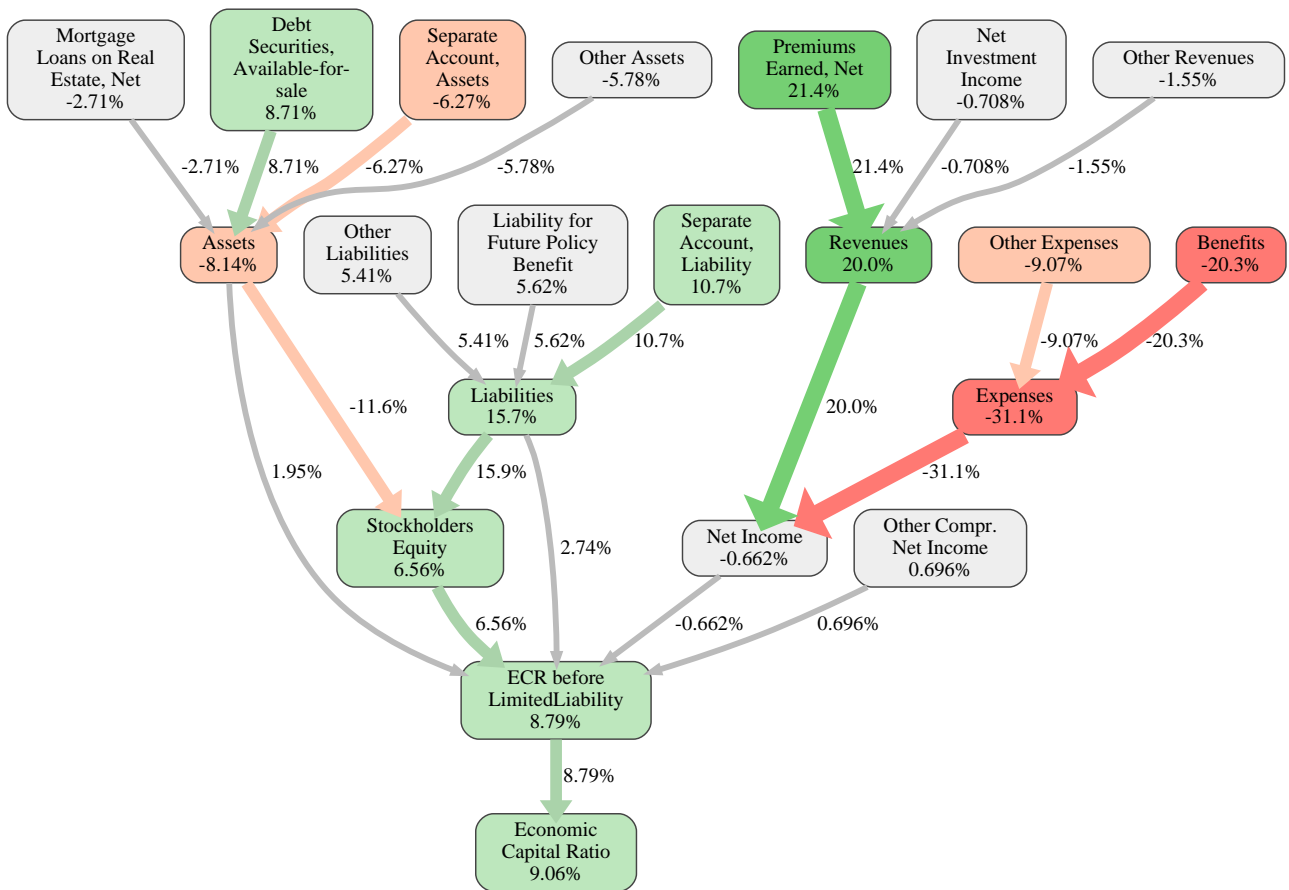 Mortgage
Loans on Real
Estate, Net
-2.71%
Debt
Securities,
Available-for-
sale
8.71%
Separate
Account,
Assets
-6.27%
Other Assets
-5.78%
Premiums
Earned, Net
21.4%
Net
Investment
Income
-0.708%
Other Revenues
-1.55%
-2.71%
8.71%
-6.27%
-5.78%
21.4%
-0.708%
-1.55%
Assets
-8.14%
Other
Liabilities
5.41%
Liability for
Future Policy
Benefit
5.62%
Separate
Account,
Liability
10.7%
Revenues
20.0%
Other Expenses
-9.07%
Benefits
-20.3%
5.41%
5.62%
10.7%
-9.07%
-20.3%
Liabilities
15.7%
-11.6%
20.0%
Expenses
-31.1%
1.95%
15.9%
-31.1%
Stockholders
Equity
6.56%
2.74%
Net Income
-0.662%
Other Compr.
Net Income
0.696%
6.56%
-0.662%
0.696%
ECR before
LimitedLiability
8.79%
8.79%
Economic
Capital Ratio
9.06%